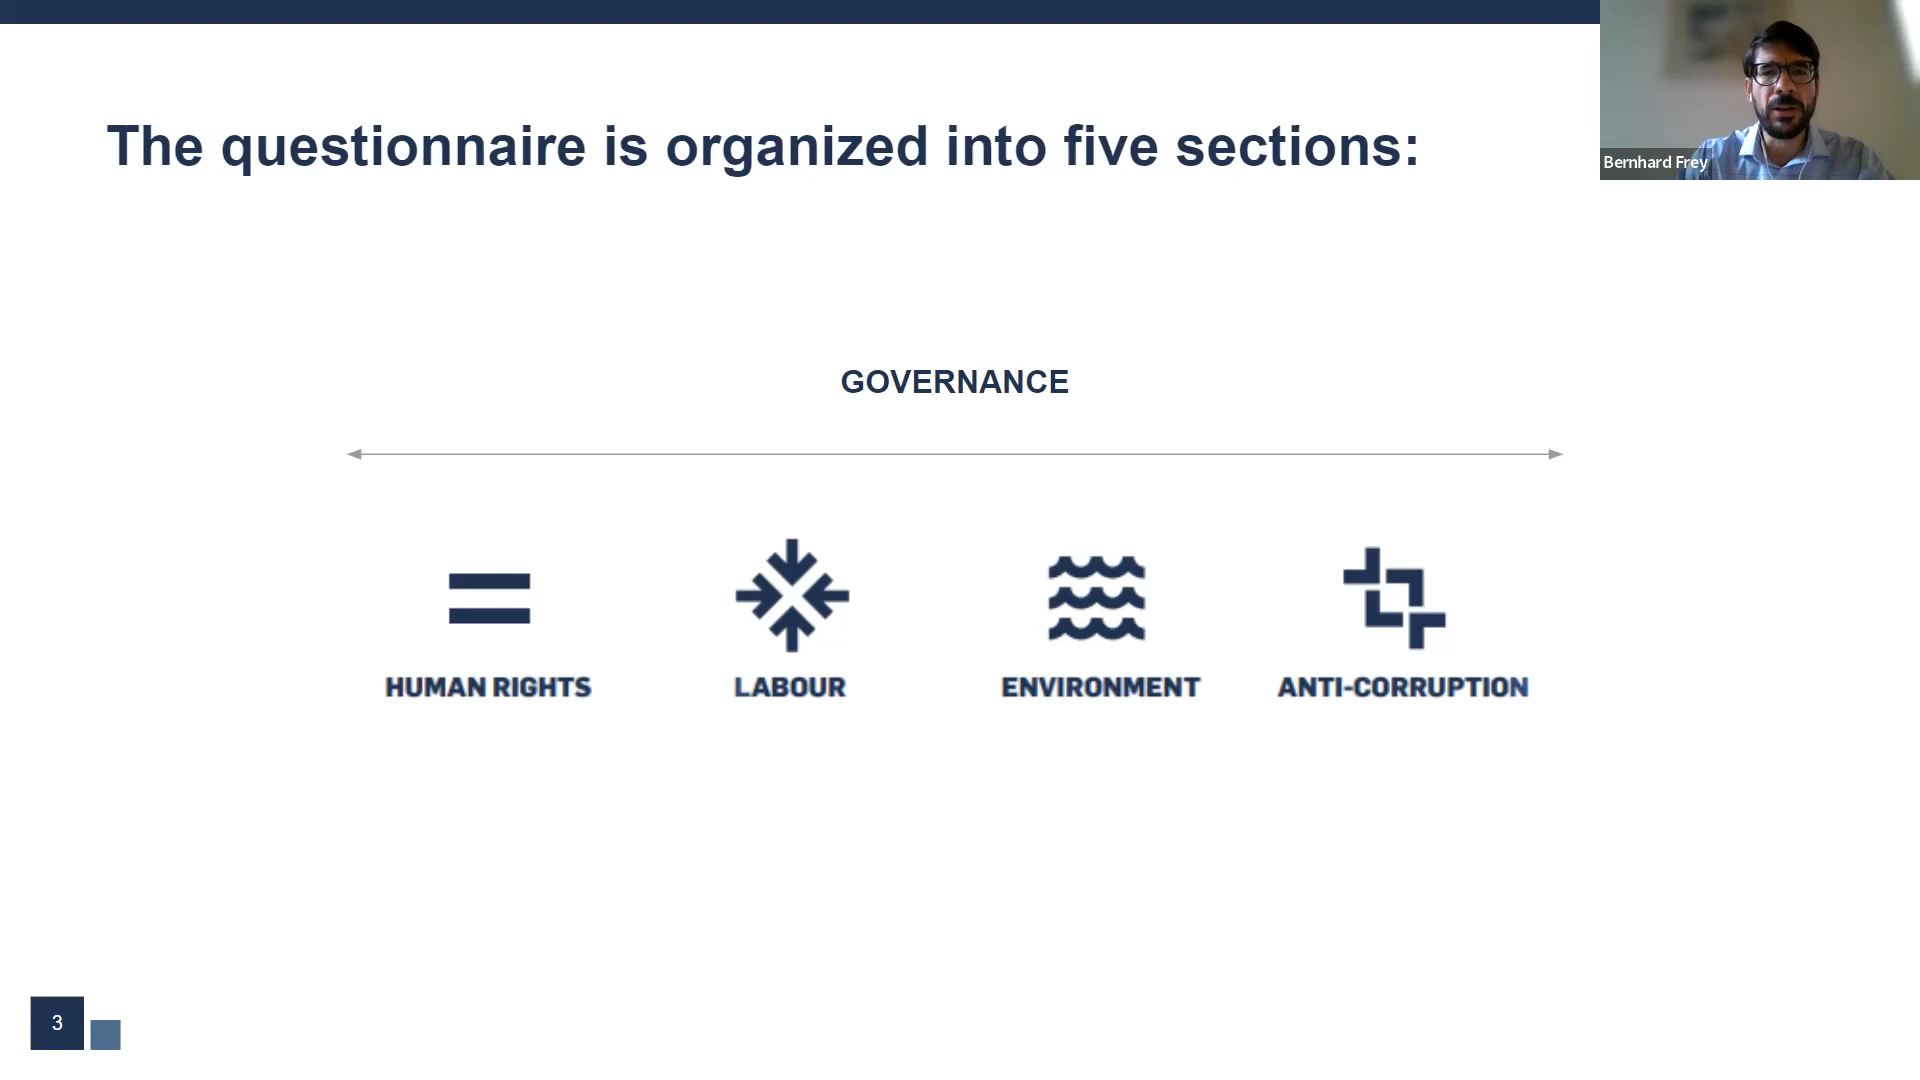 The questionnaire is organized into five sections:
Bernhard Frey
GOVERNANCE
HUMAN RIGHTS
LABOUR
ENVIRONMENT
ANTI-CORRUPTION
3